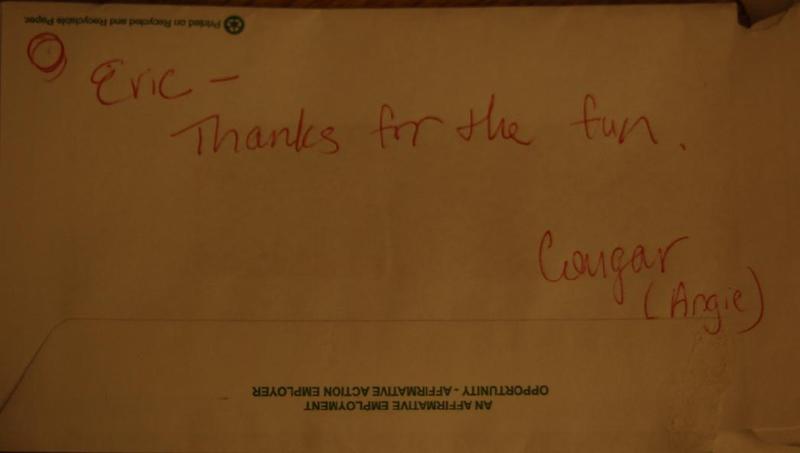 Printed on Recycled and Recyclable Paper.
Eric –
Thanks for the fun.
Cougar
(Angie)
AN AFFIRMATIVE EMPLOYMENT
OPPORTUNITY - AFFIRMATIVE ACTION EMPLOYER